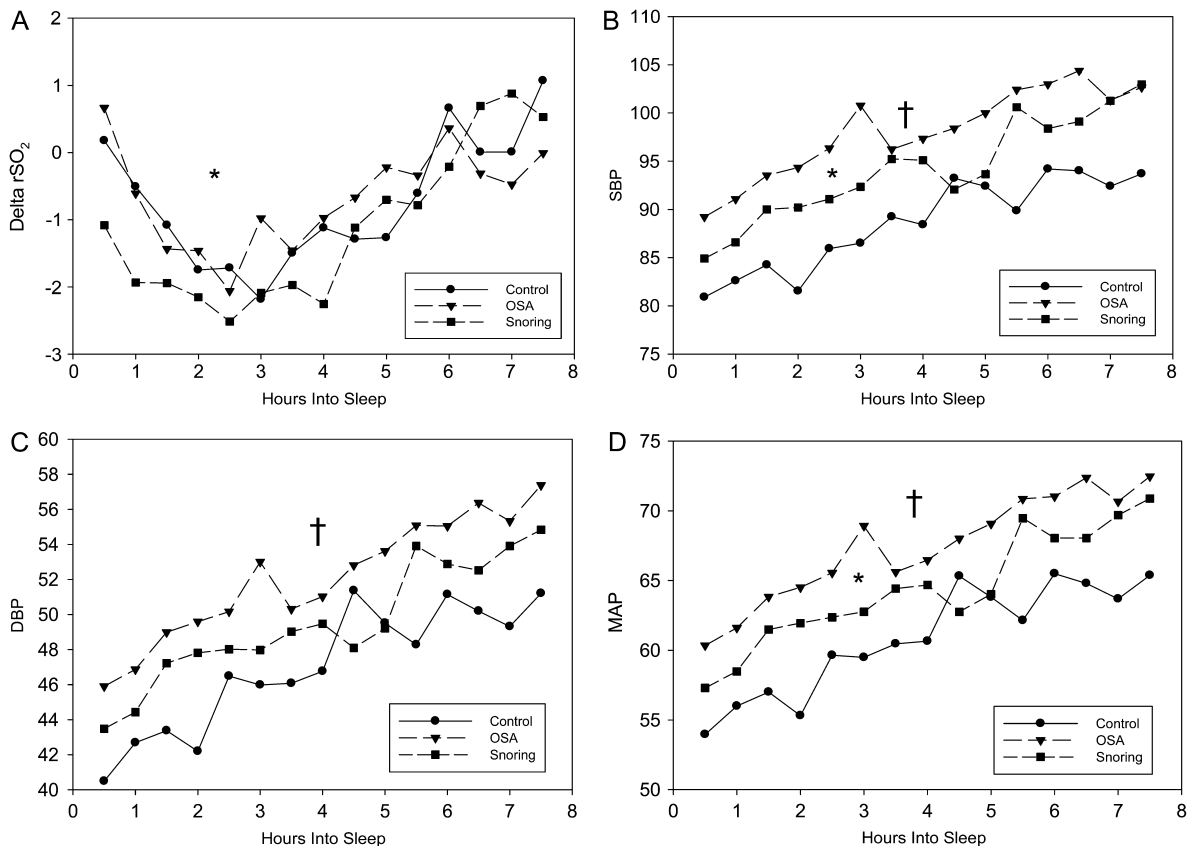 A
Delta rSO2
2
1
0
-1
-2
-3
*
Control
OSA
Snoring
0 1 2 3 4 5 6 7 8
Hours Into Sleep
B
SBP
110
105
100
95
90
85
80
75
†
*
Control
OSA
Snoring
0 1 2 3 4 5 6 7 8
Hours Into Sleep
C
DBP
60
58
56
54
52
50
48
46
44
42
40
†
Control
OSA
Snoring
0 1 2 3 4 5 6 7 8
Hours Into Sleep
D
MAP
75
70
65
60
55
50
†
*
Control
OSA
Snoring
0 1 2 3 4 5 6 7 8
Hours Into Sleep